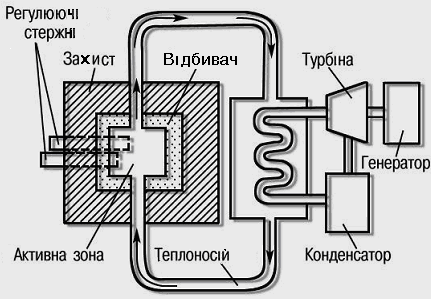 Регулюючі
стержні
Захист
Відбивач
Турбіна
Генератор
Активна зона
Теплоносій
Конденсатор